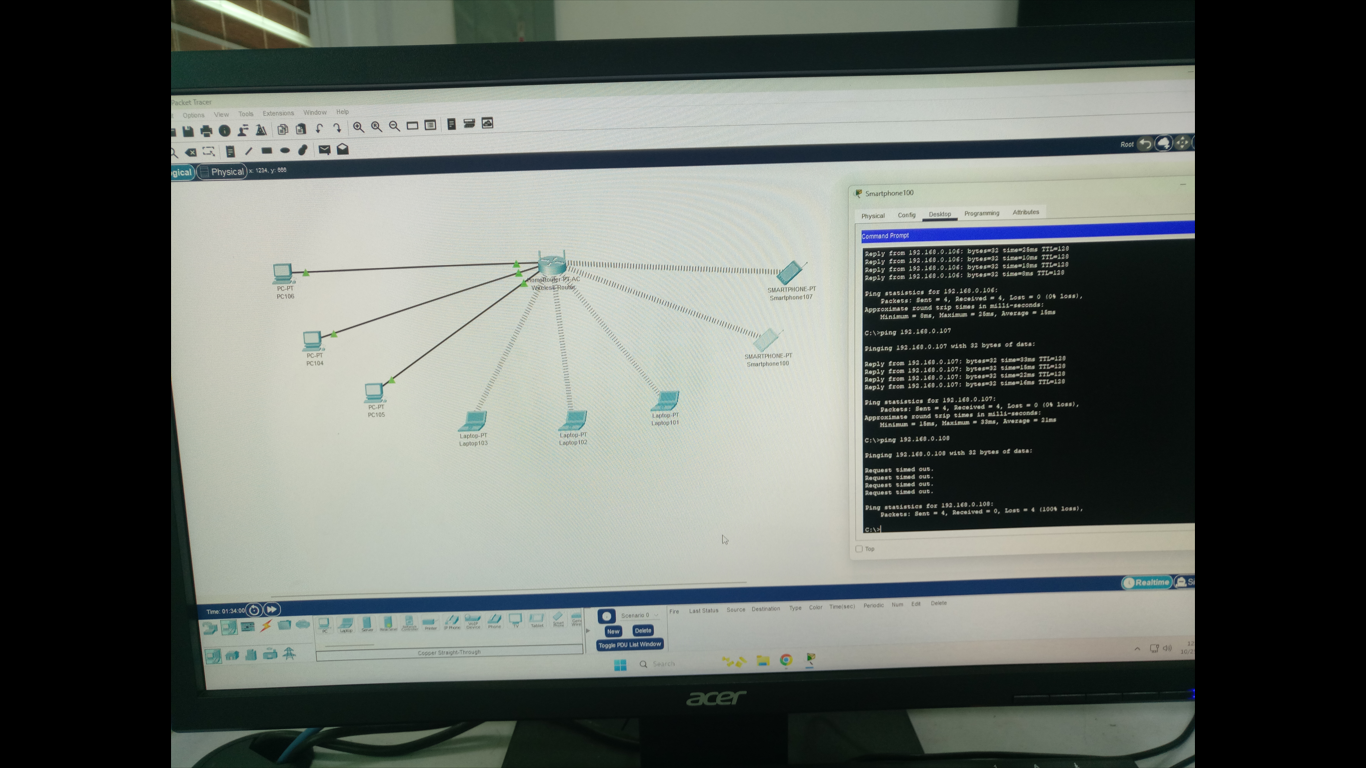 Packet Tracer
Options View Tools Extensions Window Help
Logical Physical x: 1234, y: 888
Root
PC-PT
PC106
PC-PT
PC104
PC-PT
PC105
HomeRouter-PT-AC
Wireless Router
Laptop-PT
Laptop103
Laptop-PT
Laptop102
Laptop-PT
Laptop101
SMARTPHONE-PT
Smartphone107
SMARTPHONE-PT
Smartphone100
Smartphone100
Physical Config Desktop Programming Attributes
Command Prompt
Reply from 192.168.0.106: bytes=32 time=25ms TTL=128
Reply from 192.168.0.106: bytes=32 time=10ms TTL=128
Reply from 192.168.0.106: bytes=32 time=18ms TTL=128
Reply from 192.168.0.106: bytes=32 time=8ms TTL=128
Ping statistics for 192.168.0.106:
Packets: Sent = 4, Received = 4, Lost = 0 (0% loss),
Approximate round trip times in milli-seconds:
Minimum = 8ms, Maximum = 25ms, Average = 15ms
C:\>ping 192.168.0.107
Pinging 192.168.0.107 with 32 bytes of data:
Reply from 192.168.0.107: bytes=32 time=33ms TTL=128
Reply from 192.168.0.107: bytes=32 time=15ms TTL=128
Reply from 192.168.0.107: bytes=32 time=22ms TTL=128
Reply from 192.168.0.107: bytes=32 time=16ms TTL=128
Ping statistics for 192.168.0.107:
Packets: Sent = 4, Received = 4, Lost = 0 (0% loss),
Approximate round trip times in milli-seconds:
Minimum = 15ms, Maximum = 33ms, Average = 21ms
C:\>ping 192.168.0.108
Pinging 192.168.0.108 with 32 bytes of data:
Request timed out.
Request timed out.
Request timed out.
Request timed out.
Ping statistics for 192.168.0.108:
Packets: Sent = 4, Received = 0, Lost = 4 (100% loss),
C:\>
Top
Realtime
Time: 01:34:00
Scenario 0
New Delete
Toggle PDU List Window
Fire Last Status Source Destination Type Color Time(sec) Periodic Num Edit Delete
Copper Straight-Through
Search
acer